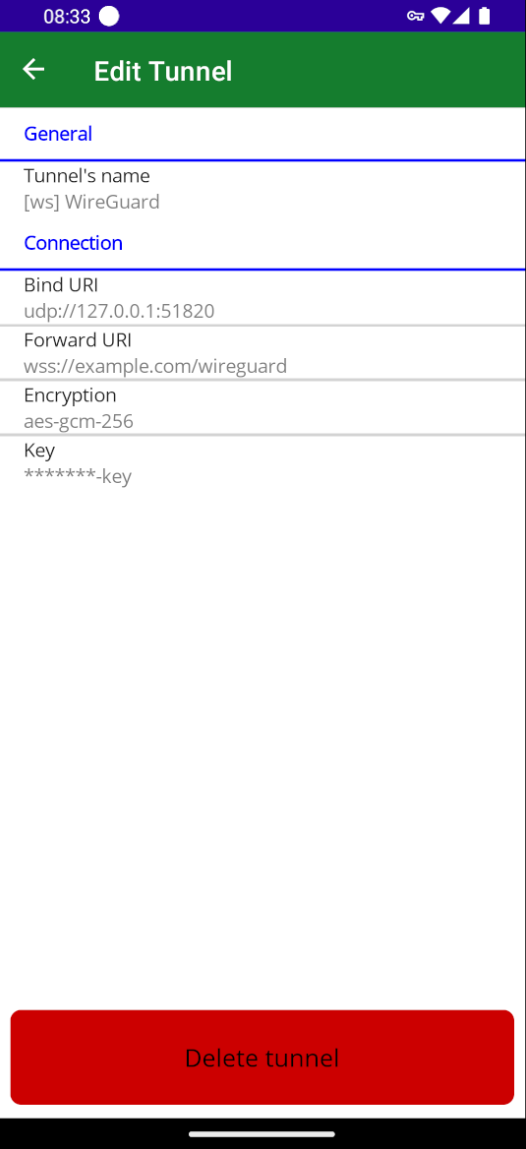 08:33
Edit Tunnel
General
Tunnel's name
[ws] WireGuard
Connection
Bind URI
udp://127.0.0.1:51820
Forward URI
wss://example.com/wireguard
Encryption
aes-gcm-256
Key
*******-key
Delete tunnel